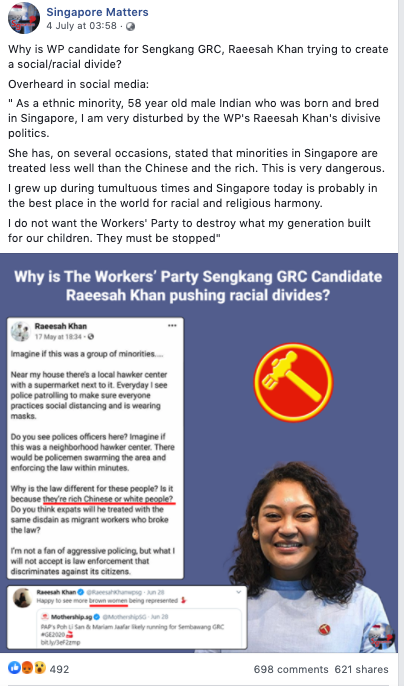 Singapore Matters
4 July at 03:58 ·
Why is WP candidate for Sengkang GRC, Raeesah Khan trying to create
a social/racial divide?
Overheard in social media:
" As a ethnic minority, 58 year old male Indian who was born and bred
in Singapore, I am very disturbed by the WP's Raeesah Khan's divisive
politics.
She has, on several occasions, stated that minorities in Singapore are
treated less well than the Chinese and the rich. This is very dangerous.
I grew up during tumultuous times and Singapore today is probably in
the best place in the world for racial and religious harmony.
I do not want the Workers' Party to destroy what my generation built
for our children. They must be stopped"
Why is The Workers' Party Sengkang GRC Candidate
Raeesah Khan pushing racial divides?
Raeesah Khan
17 May at 18:34 ·
Imagine if this was a group of minorities....
Near my house there's a local hawker center
with a supermarket next to it. Everyday I see
police patrolling to make sure everyone
practices social distancing and is wearing
masks.
Do you see polices officers here? Imagine if
this was a neighborhood hawker center. There
would be policemen swarming the area and
enforcing the law within minutes.
Why is the law different for these people? Is it
because they're rich Chinese or white people?
Do you think expats will he treated with the
same disdain as migrant workers who broke
the law?
I'm not a fan of aggressive policing, but what I
will not accept is law enforcement that
discriminates against its citizens.
Raeesah Khan @RaeesahKhanwpsg · Jun 28
Happy to see more brown women being represented
Mothership.sg @MothershipSG · Jun 28
PAP's Poh Li San & Mariam Jaafar likely running for Sembawang GRC
#GE2020
bit.ly/3eF2zmp
492
698 comments 621 shares